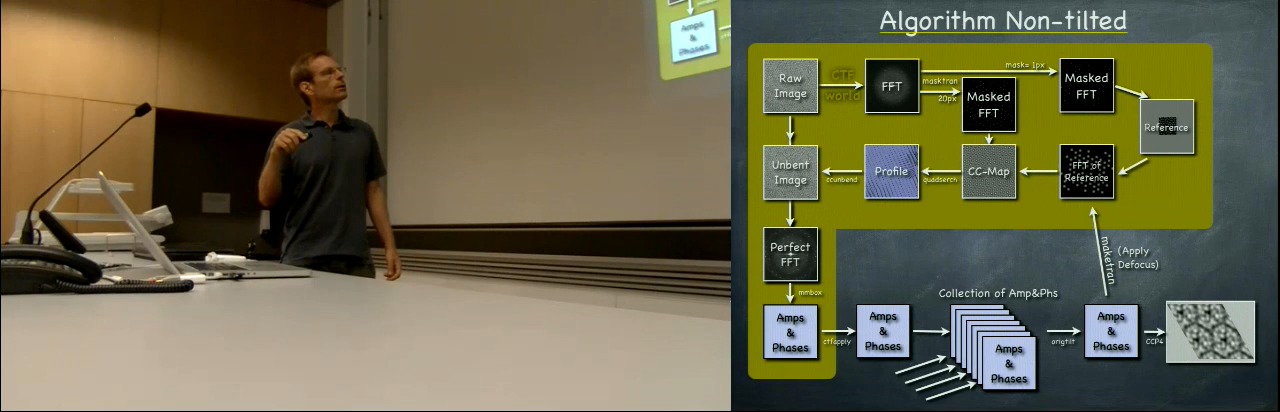 Amps
&
Phases
Algorithm Non-tilted
Raw
Image
CTF
world
FFT
masktran
20px
mask= 1px
Masked
FFT
Masked
FFT
Reference
Unbent
Image
ccunbend
Profile
quadserch
CC-Map
FFT of
Reference
Perfect
FFT
maketran
(Apply
Defocus)
mmbox
Collection of Amp&Phs
Amps
&
Phases
ctfapply
Amps
&
Phases
Amps
&
Phases
origtilt
Amps
&
Phases
CCP4